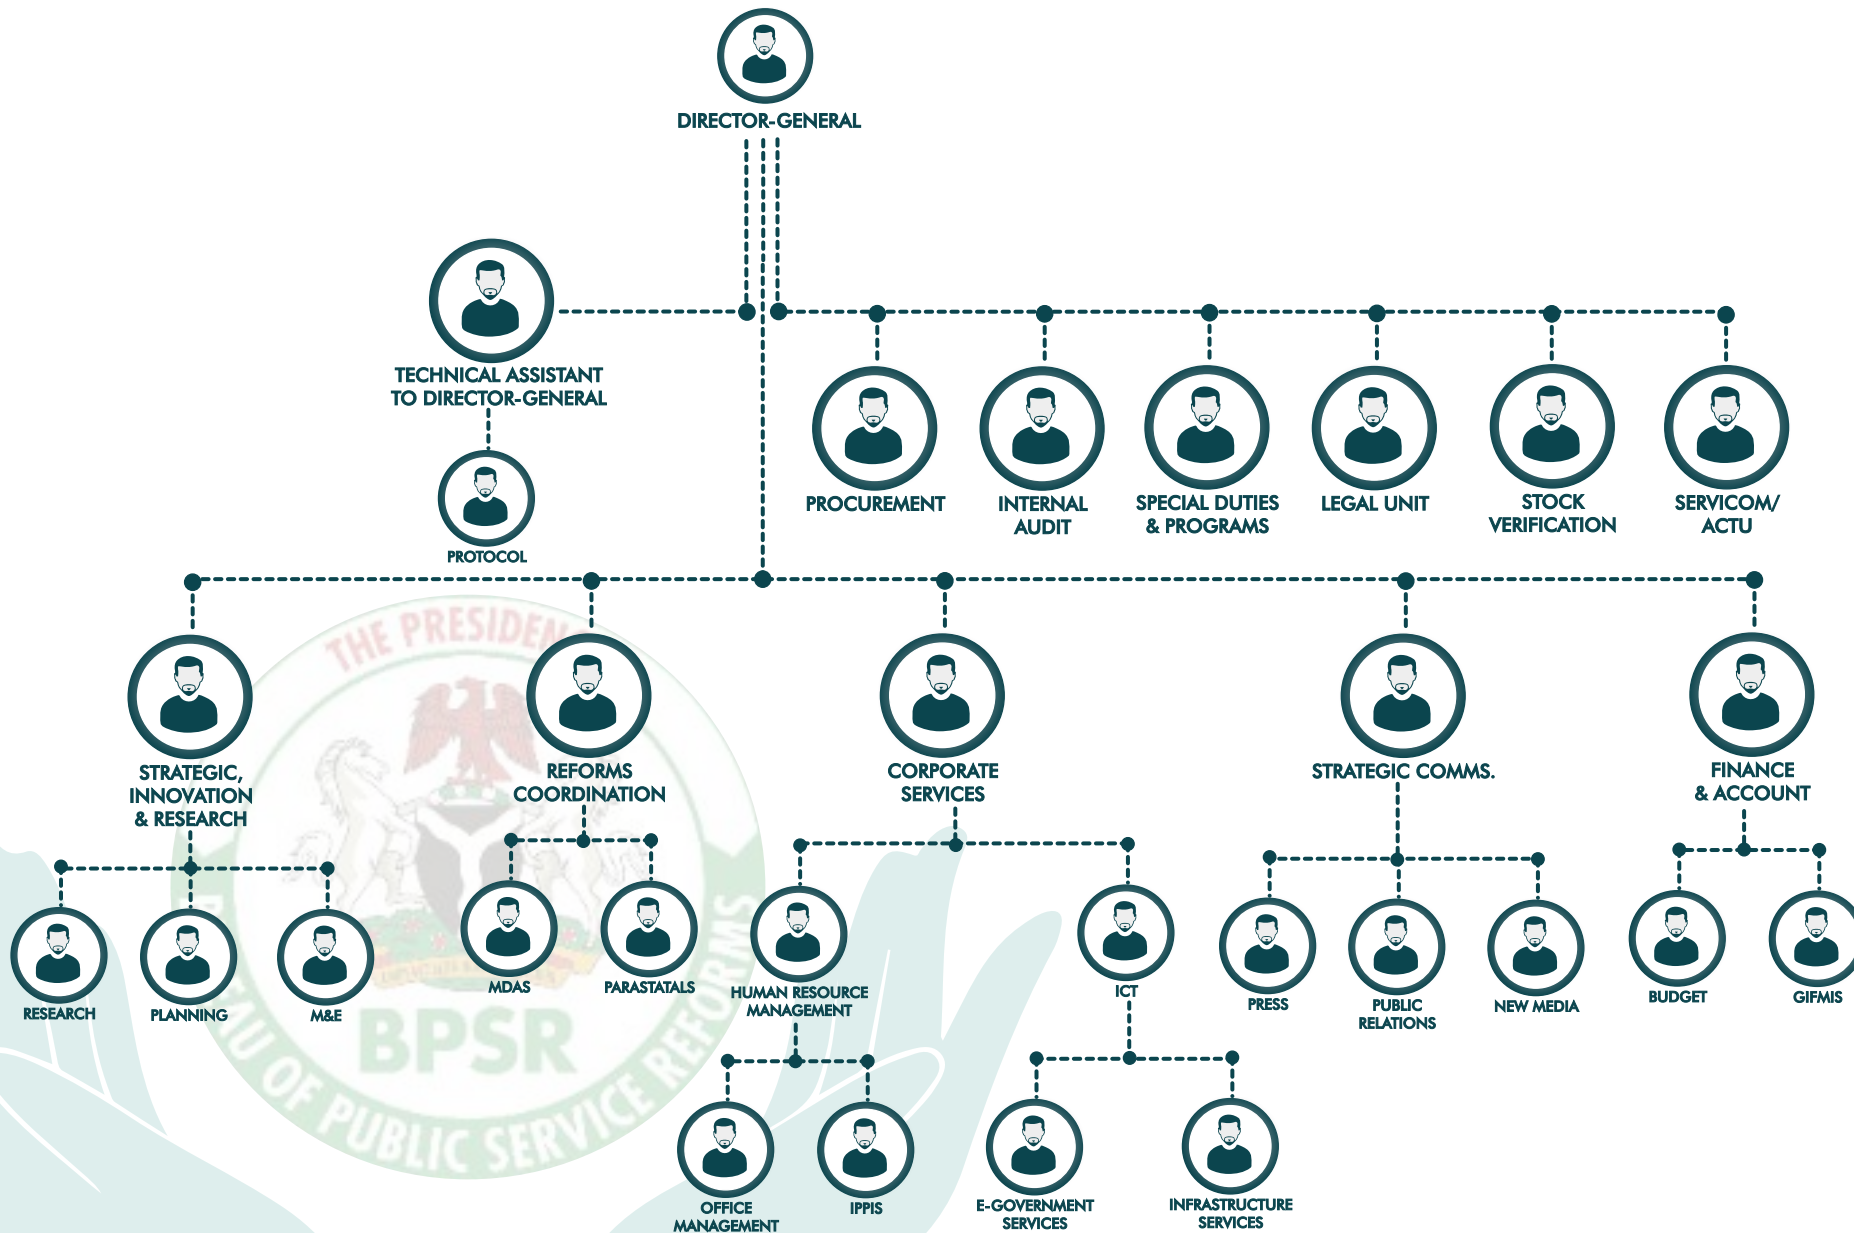 DIRECTOR-GENERAL
TECHNICAL ASSISTANT
TO DIRECTOR-GENERAL
PROTOCOL
PROCUREMENT
INTERNAL
AUDIT
SPECIAL DUTIES
& PROGRAMS
LEGAL UNIT
STOCK
VERIFICATION
SERVICOM/
ACTU
STRATEGIC,
INNOVATION
& RESEARCH
REFORMS
COORDINATION
CORPORATE
SERVICES
STRATEGIC COMMS.
FINANCE
& ACCOUNT
RESEARCH
PLANNING
M&E
MDAS
PARASTATALS
HUMAN RESOURCE
MANAGEMENT
ICT
PRESS
PUBLIC
RELATIONS
NEW MEDIA
BUDGET
GIFMIS
OFFICE
MANAGEMENT
IPPIS
E-GOVERNMENT
SERVICES
INFRASTRUCTURE
SERVICES
THE
BPSR
OF PUBLIC SERVICE REFORMS